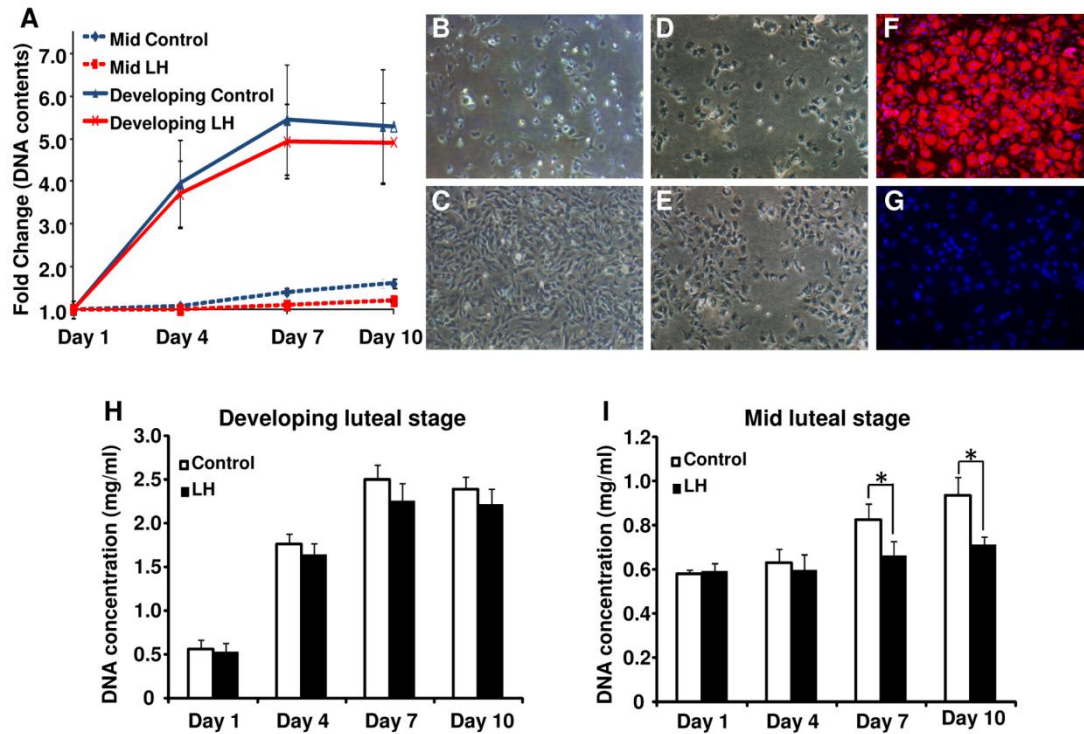 A
Fold Change (DNA contents)
7.0
6.0
5.0
4.0
3.0
2.0
1.0
Mid Control
Mid LH
Developing Control
Developing LH
Day 1 Day 4 Day 7 Day 10
B
C
D
E
F
G
H
Developing luteal stage
DNA concentration (mg/ml)
3.0
2.5
2.0
1.5
1.0
0.5
0
Control
LH
Day 1 Day 4 Day 7 Day 10
I
Mid luteal stage
DNA concentration (mg/ml)
1.2
1.0
0.8
0.6
0.4
0.2
0
Control
LH
*
*
Day 1 Day 4 Day 7 Day 10